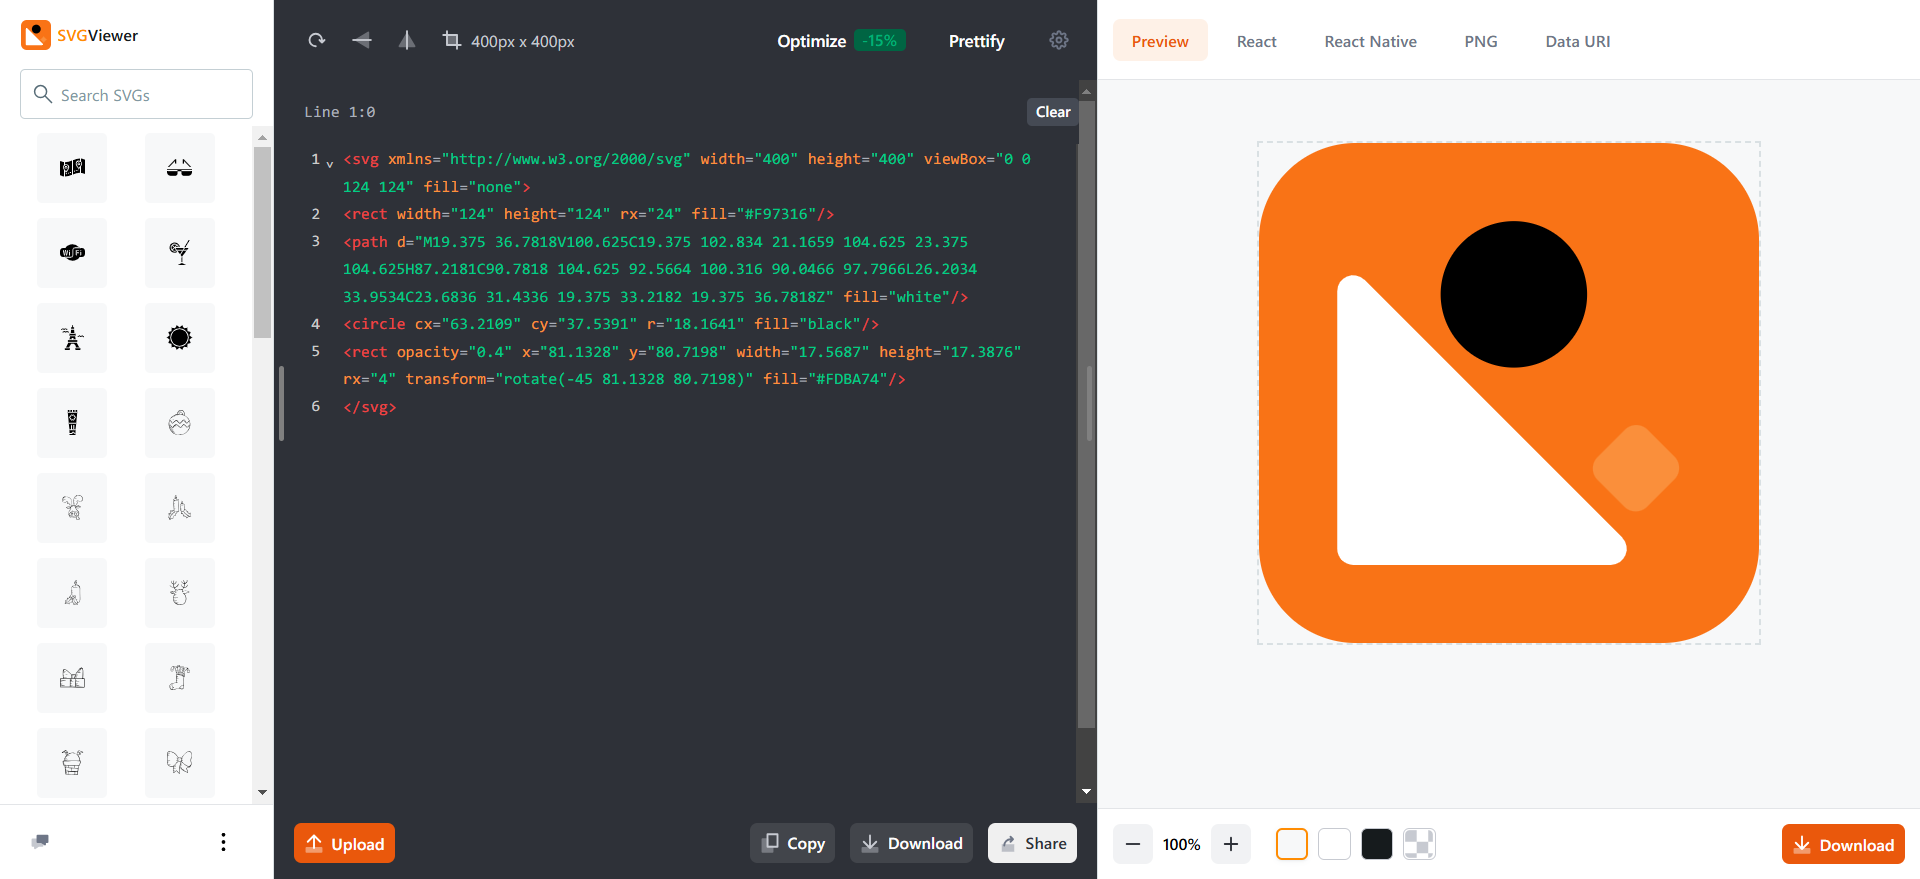 SVGViewer
Search SVGs
WiFi
400px x 400px
Optimize -15%
Prettify
Line 1:0
Clear
1 <svg xmlns="http://www.w3.org/2000/svg" width="400" height="400" viewBox="0 0
124 124" fill="none">
2 <rect width="124" height="124" rx="24" fill="#F97316"/>
3 <path d="M19.375 36.7818V100.625C19.375 102.834 21.1659 104.625 23.375
104.625H87.2181C90.7818 104.625 92.5664 100.316 90.0466 97.7966L26.2034
33.9534C23.6836 31.4336 19.375 33.2182 19.375 36.7818Z" fill="white"/>
4 <circle cx="63.2109" cy="37.5391" r="18.1641" fill="black"/>
5 <rect opacity="0.4" x="81.1328" y="80.7198" width="17.5687" height="17.3876"
rx="4" transform="rotate(-45 81.1328 80.7198)" fill="#FDBA74"/>
6 </svg>
Upload
Copy
Download
Share
Preview
React
React Native
PNG
Data URI
100%
Download